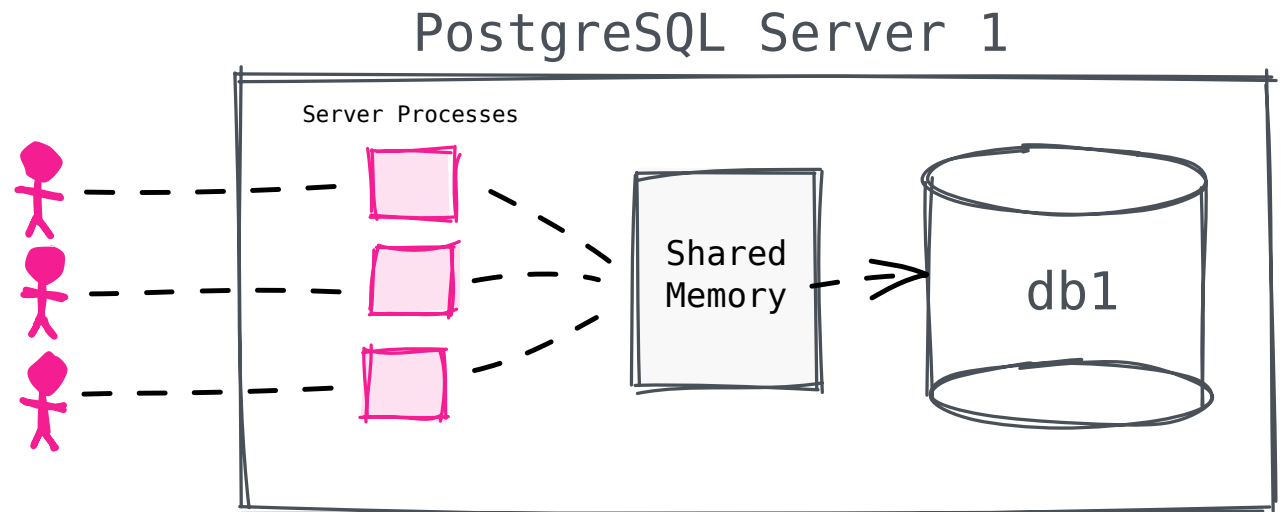 PostgreSQL Server 1
Server Processes
Shared
Memory
db1